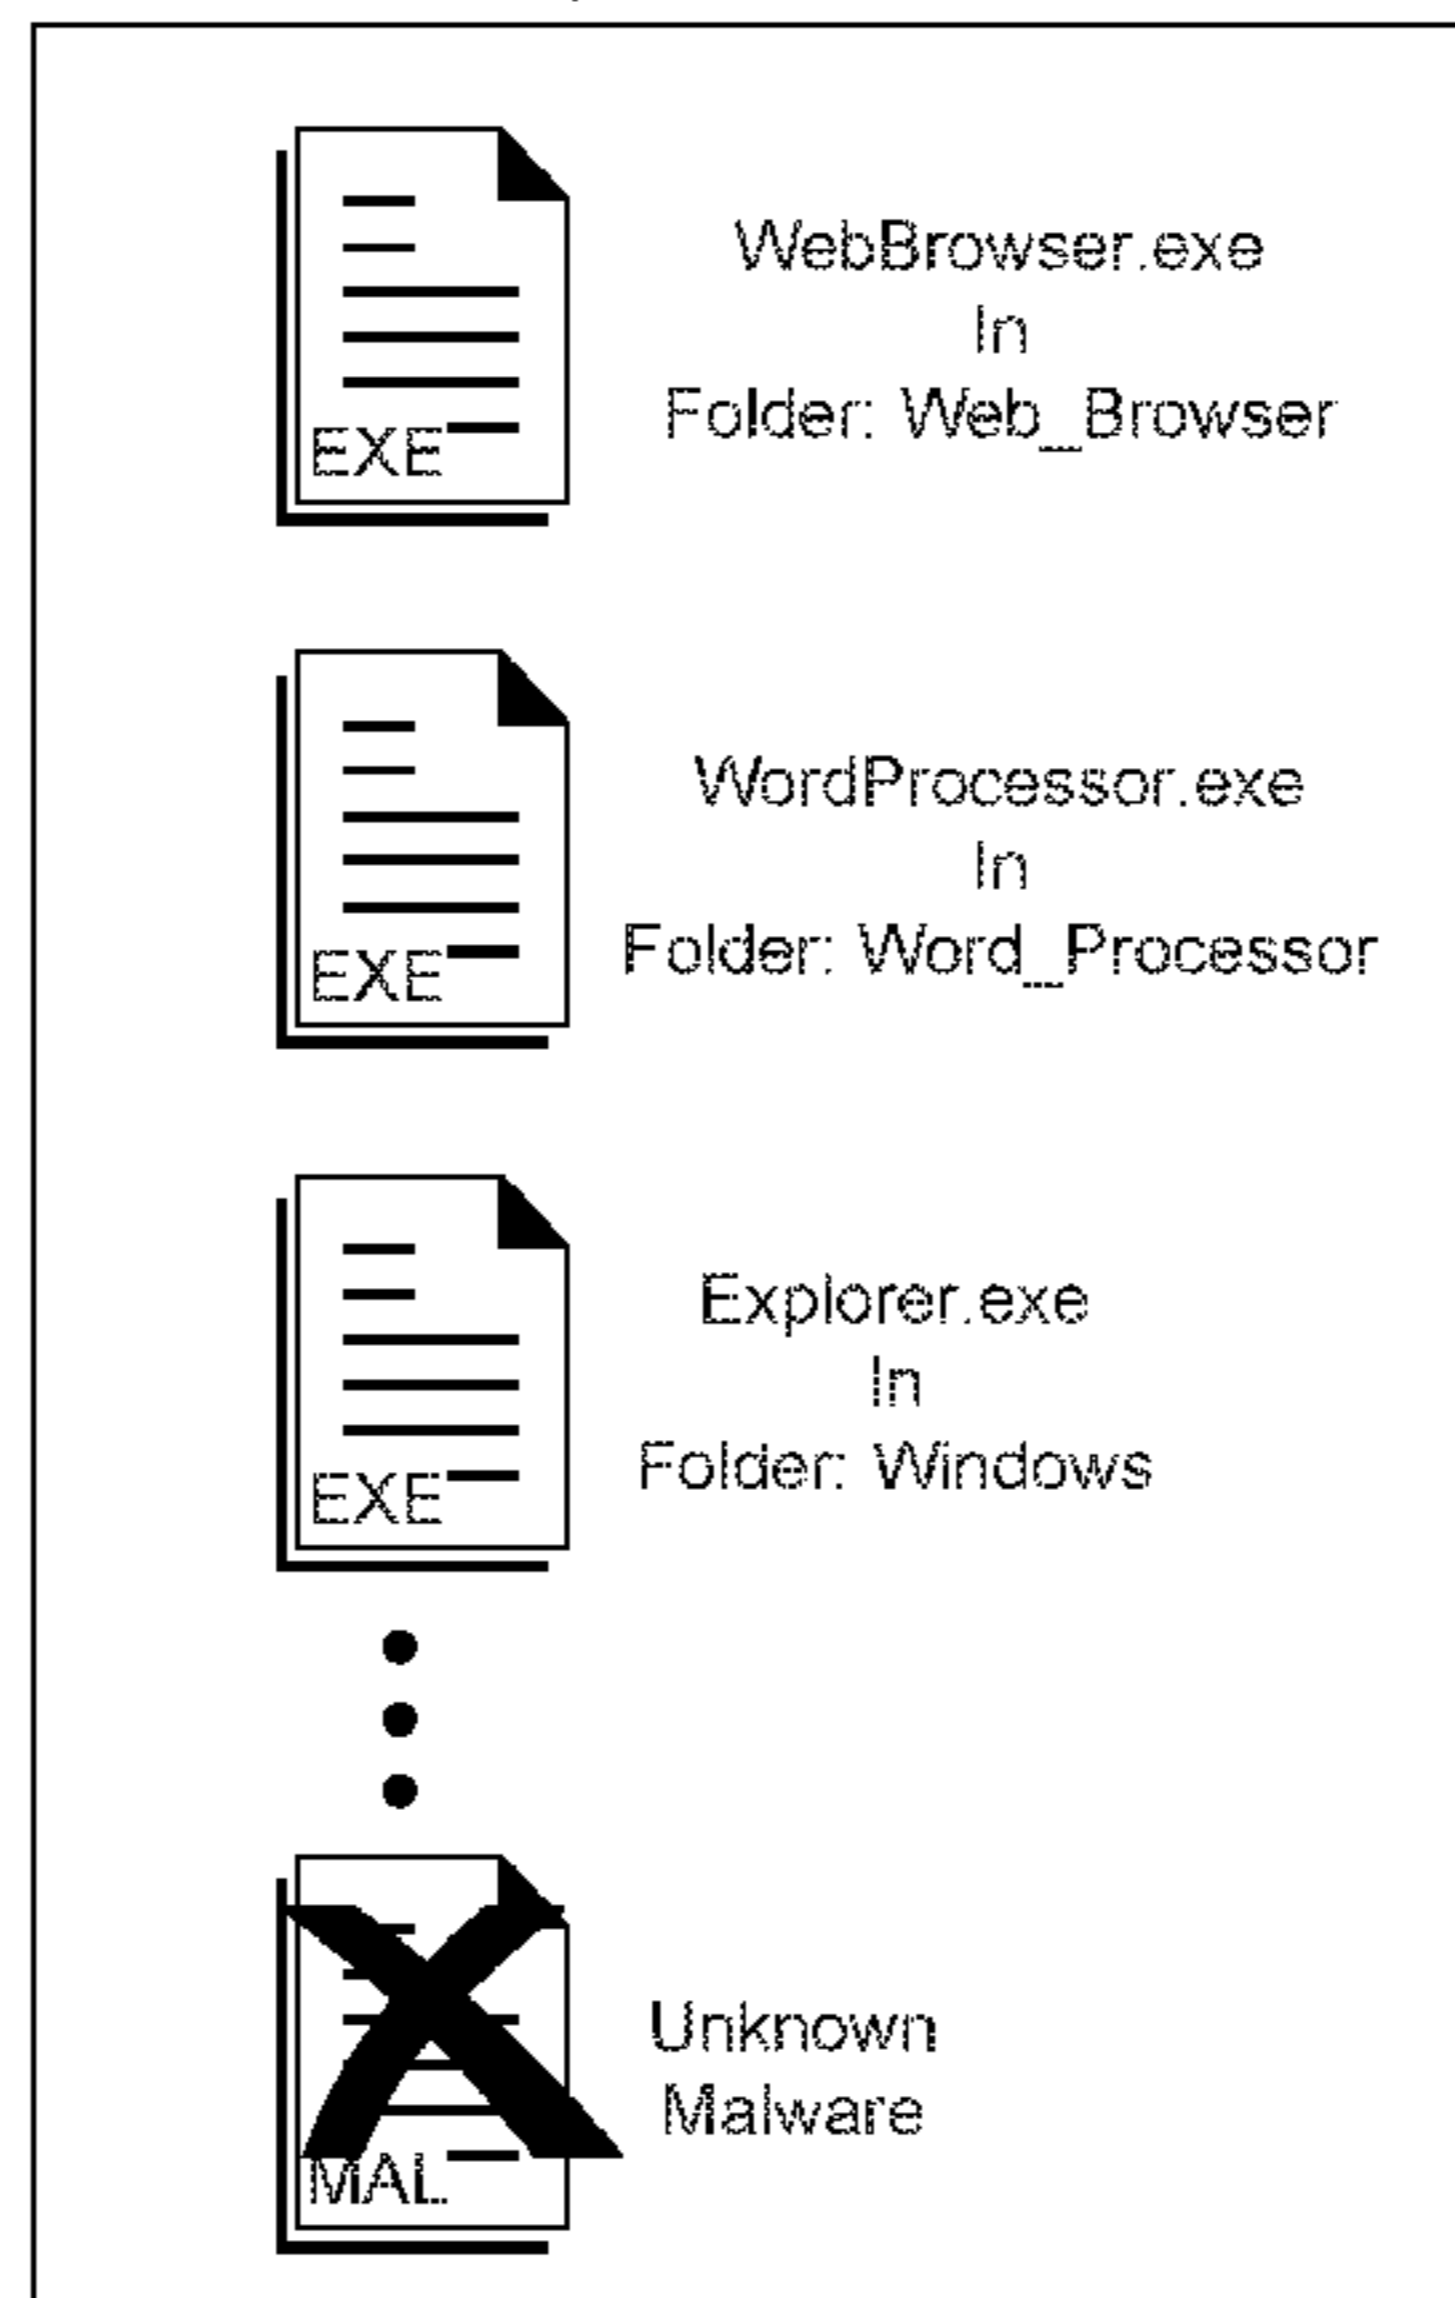 WebBrowser.exe
In
Folder: Web_Browser
EXE
WordProcessor.exe
In
Folder: Word_Processor
EXE
Explorer.exe
In
Folder: Windows
EXE
Unknown
Malware
MAL